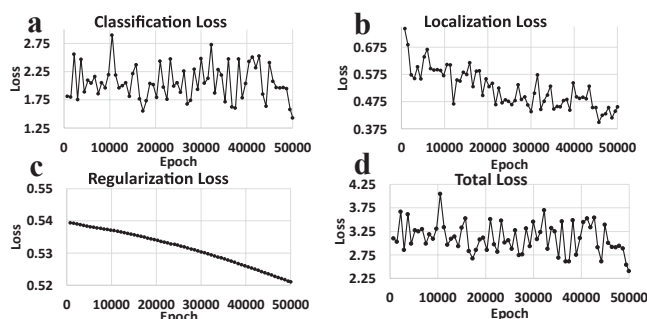 a
Classification Loss
2.75
2.25
1.75
1.25
Loss
0
10000
20000
30000
40000
50000
Epoch
b
Localization Loss
0.675
0.575
0.475
0.375
Loss
0
10000
20000
30000
40000
50000
Epoch
c
Regularization Loss
0.55
0.54
0.53
0.52
Loss
0
10000
20000
30000
40000
50000
Epoch
d
Total Loss
4.25
3.75
3.25
2.75
2.25
Loss
0
10000
20000
30000
40000
50000
Epoch